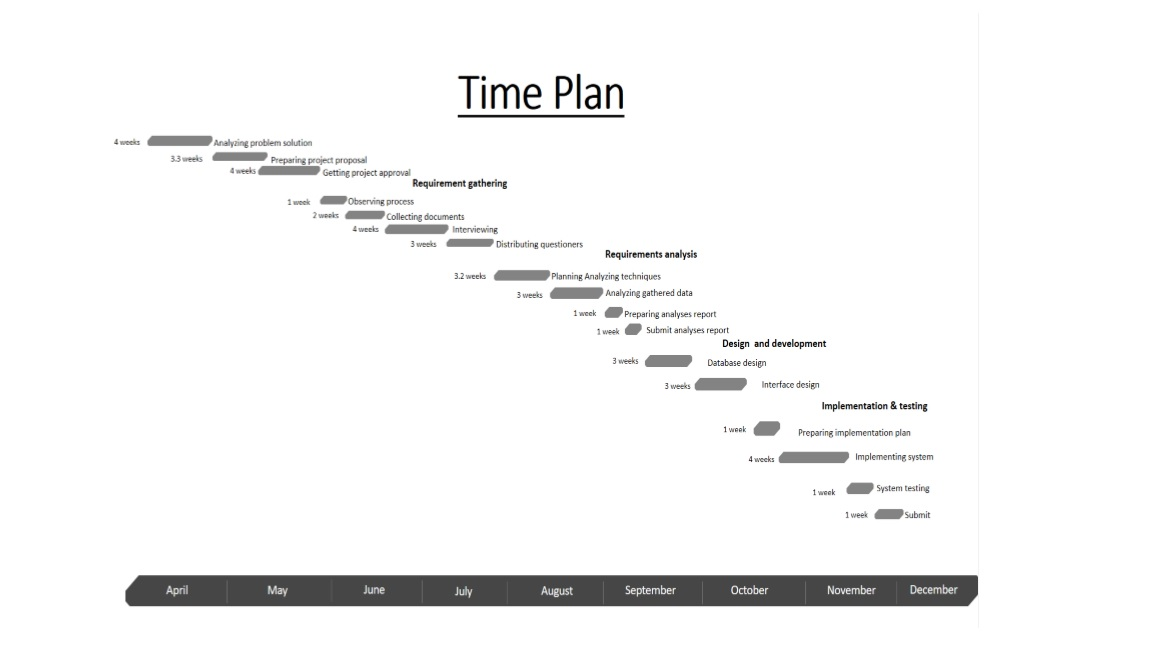 Time Plan
4 weeks Analyzing problem solution
3.3 weeks Preparing project proposal
4 weeks Getting project approval
Requirement gathering
1 week Observing process
2 weeks Collecting documents
4 weeks Interviewing
3 weeks Distributing questioners
Requirements analysis
3.2 weeks Planning Analyzing techniques
3 weeks Analyzing gathered data
1 week Preparing analyses report
1 week Submit analyses report
Design and development
3 weeks Database design
3 weeks Interface design
Implementation & testing
1 week Preparing implementation plan
4 weeks Implementing system
1 week System testing
1 week Submit
April May June July August September October November December